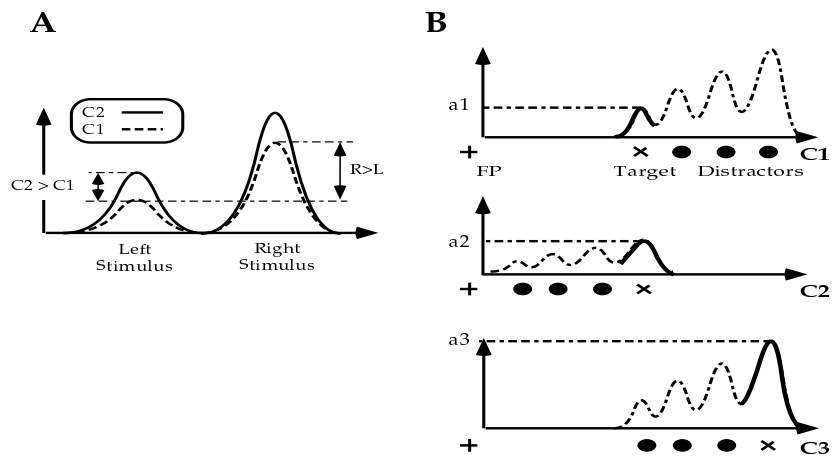 A
C2
C1
C2 > C1
R>L
Left
Stimulus
Right
Stimulus
B
a1
+ × C1
FP Target Distractors
a2
+ × C2
a3
+ × C3